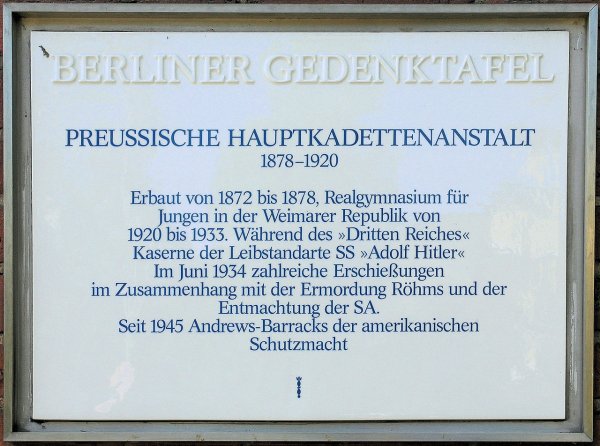 BERLINER GEDENKTAFEL
PREUSSISCHE HAUPTKADETTENANSTALT
1878–1920
Erbaut von 1872 bis 1878, Realgymnasium für
Jungen in der Weimarer Republik von
1920 bis 1933. Während des »Dritten Reiches«
Kaserne der Leibstandarte SS »Adolf Hitler«
Im Juni 1934 zahlreiche Erschießungen
im Zusammenhang mit der Ermordung Röhms und der
Entmachtung der SA.
Seit 1945 Andrews-Barracks der amerikanischen
Schutzmacht